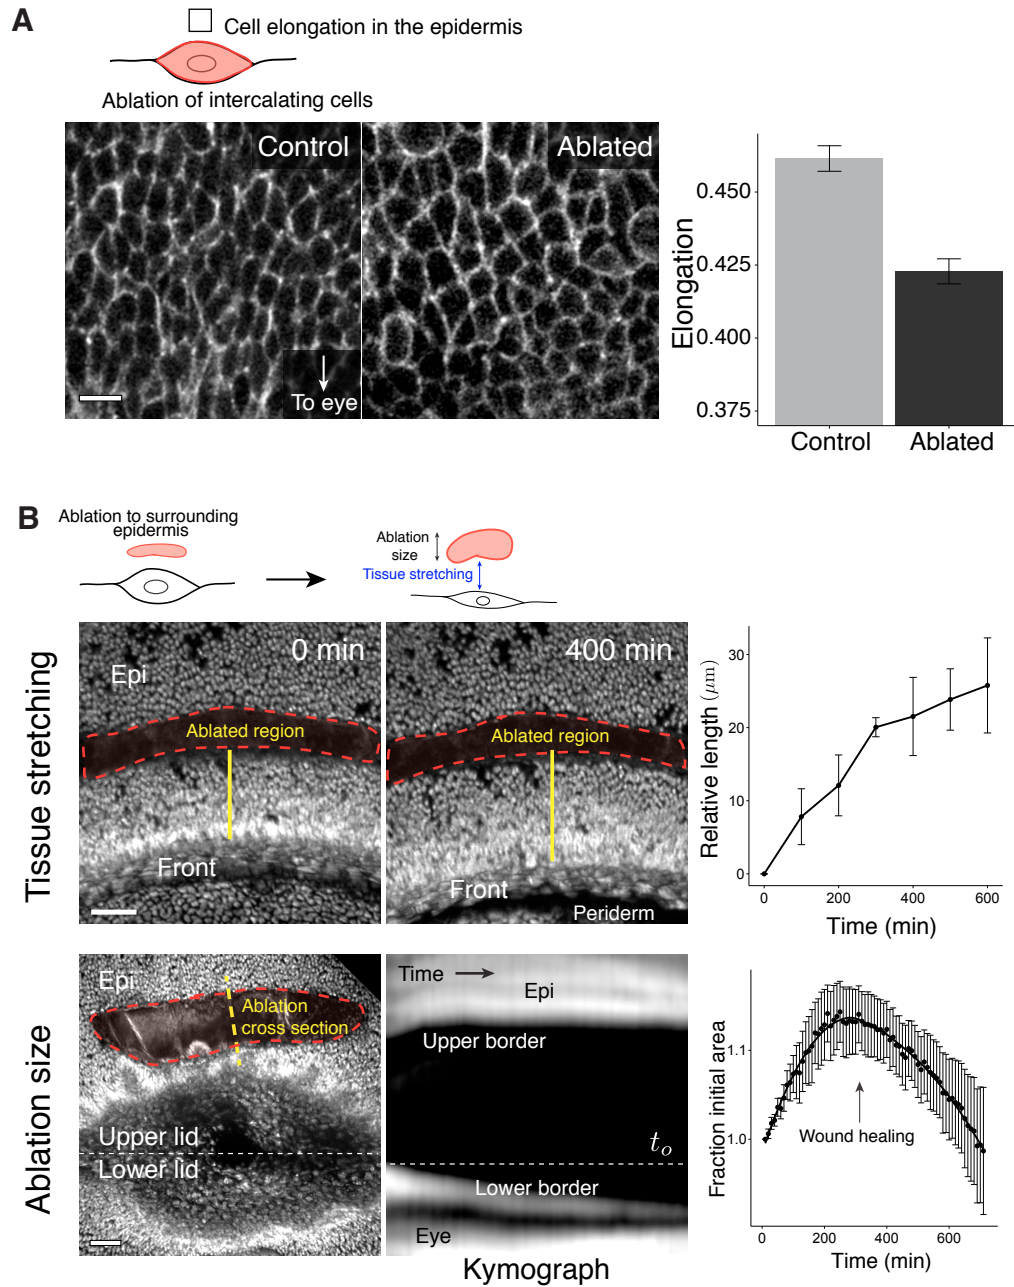 A
Cell elongation in the epidermis
Ablation of intercalating cells
Control
Ablated
To eye
Elongation
0.450
0.425
0.400
0.375
Control
Ablated
B
Ablation to surrounding
epidermis
Ablation
size
Tissue stretching
Tissue stretching
0 min
Epi
Ablated region
Front
400 min
Ablated region
Front
Periderm
Relative length (μm)
30
20
10
0
0
200
400
600
Time (min)
Ablation size
Epi
Ablation
cross section
Upper lid
Lower lid
Time
Epi
Upper border
t_o
Lower border
Eye
Kymograph
Fraction initial area
1.1
1.0
Wound healing
0
200
400
600
Time (min)